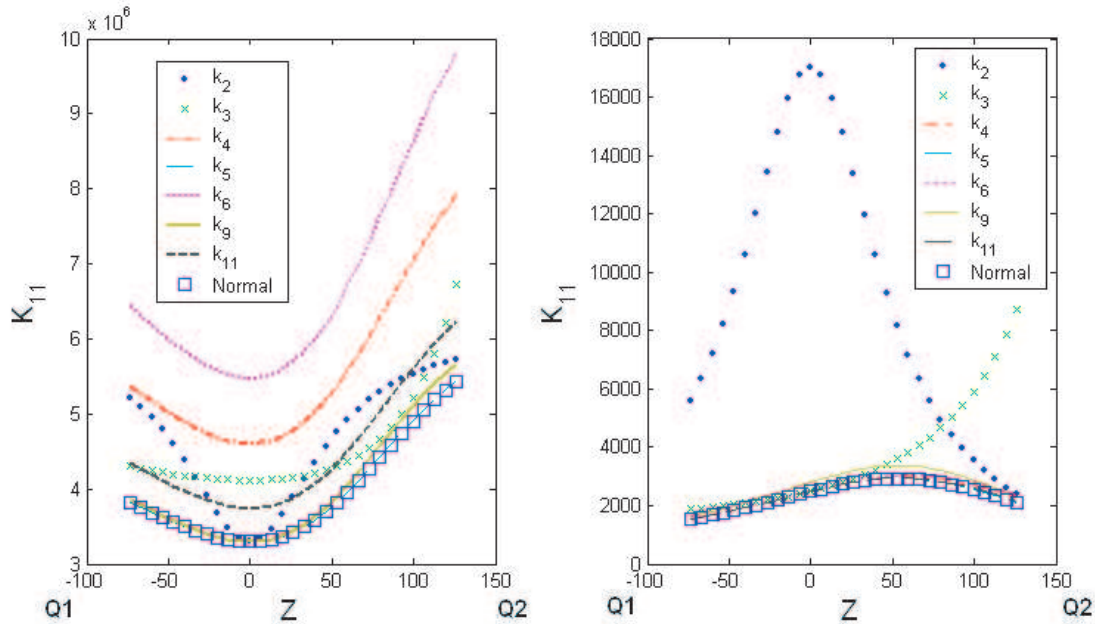 x 10⁶
10
9
8
7
6
5
4
3
K₁₁
k₂
k₃
k₄
k₅
k₆
k₉
k₁₁
Normal
-100 -50 0 50 100 150
Q1 Z Q2
18000
16000
14000
12000
10000
8000
6000
4000
2000
0
K₁₁
k₂
k₃
k₄
k₅
k₆
k₉
k₁₁
Normal
-100 -50 0 50 100 150
Q1 Z Q2